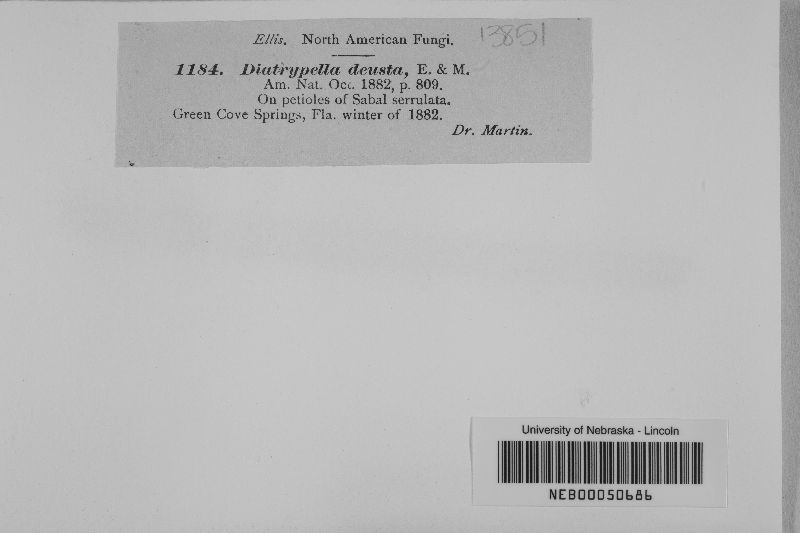 Ellis. North American Fungi. 13851
1184. Diatrypella deusta, E. & M.
Am. Nat. Oct. 1882, p. 809.
On petioles of Sabal serrulata.
Green Cove Springs, Fla. winter of 1882.
Dr. Martin.
University of Nebraska - Lincoln
NEB00050686